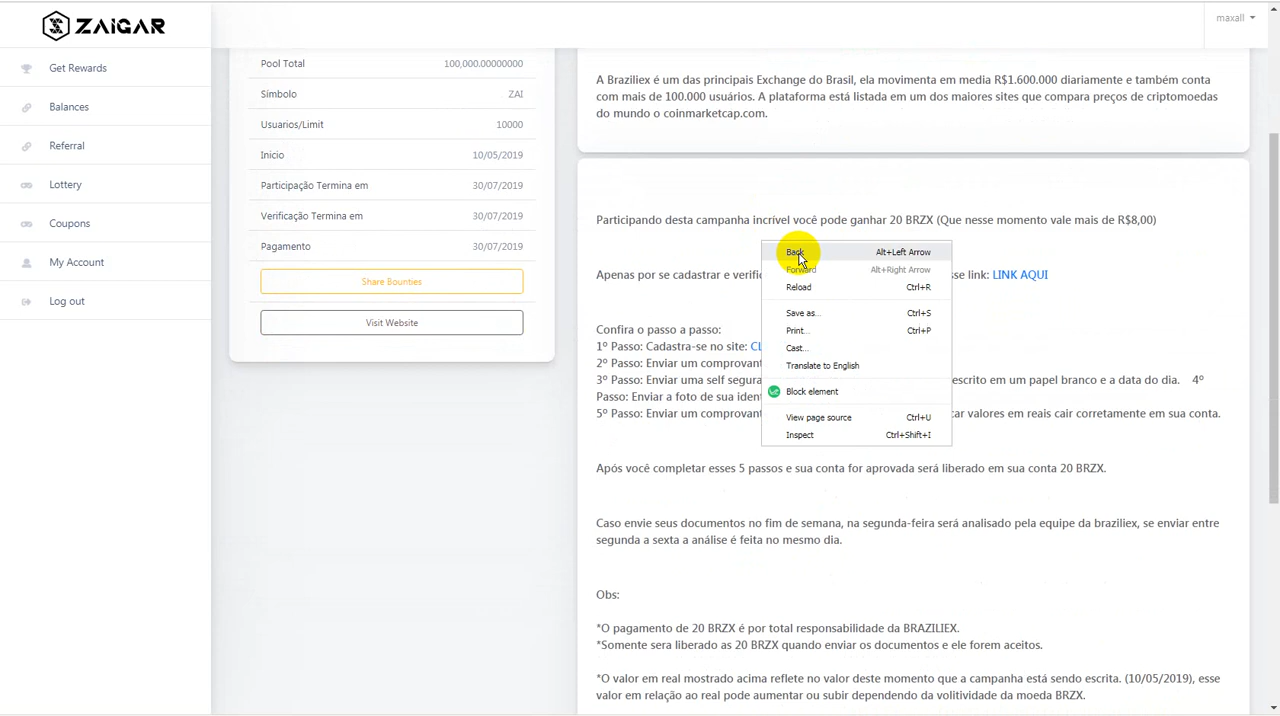 ZAIGAR
maxall
Get Rewards
Balances
Referral
Lottery
Coupons
My Account
Log out
Pool Total 100,000.00000000
Símbolo ZAI
Usuarios/Limit 10000
Inicio 10/05/2019
Participação Termina em 30/07/2019
Verificação Termina em 30/07/2019
Pagamento 30/07/2019
Share Bounties
Visit Website
A Braziliex é um das principais Exchange do Brasil, ela movimenta em media R$1.600.000 diariamente e também conta
com mais de 100.000 usuários. A plataforma está listada em um dos maiores sites que compara preços de criptomoedas
do mundo o coinmarketcap.com.
Participando desta campanha incrível você pode ganhar 20 BRZX (Que nesse momento vale mais de R$8,00)
Apenas por se cadastrar e verifi sse link: LINK AQUI
Confira o passo a passo:
1º Passo: Cadastra-se no site: CL
2º Passo: Enviar um comprovant
3º Passo: Enviar uma self segura escrito em um papel branco e a data do dia. 4º
Passo: Enviar a foto de sua iden
5º Passo: Enviar um comprovant car valores em reais cair corretamente em sua conta.
Após você completar esses 5 passos e sua conta for aprovada será liberado em sua conta 20 BRZX.
Caso envie seus documentos no fim de semana, na segunda-feira será analisado pela equipe da braziliex, se enviar entre
segunda a sexta a análise é feita no mesmo dia.
Obs:
*O pagamento de 20 BRZX é por total responsabilidade da BRAZILIEX.
*Somente sera liberado as 20 BRZX quando enviar os documentos e ele forem aceitos.
*O valor em real mostrado acima reflete no valor deste momento que a campanha está sendo escrita. (10/05/2019), esse
valor em relação ao real pode aumentar ou subir dependendo da volitividade da moeda BRZX.
Back Alt+Left Arrow
Forward Alt+Right Arrow
Reload Ctrl+R
Save as... Ctrl+S
Print... Ctrl+P
Cast...
Translate to English
Block element
View page source Ctrl+U
Inspect Ctrl+Shift+I